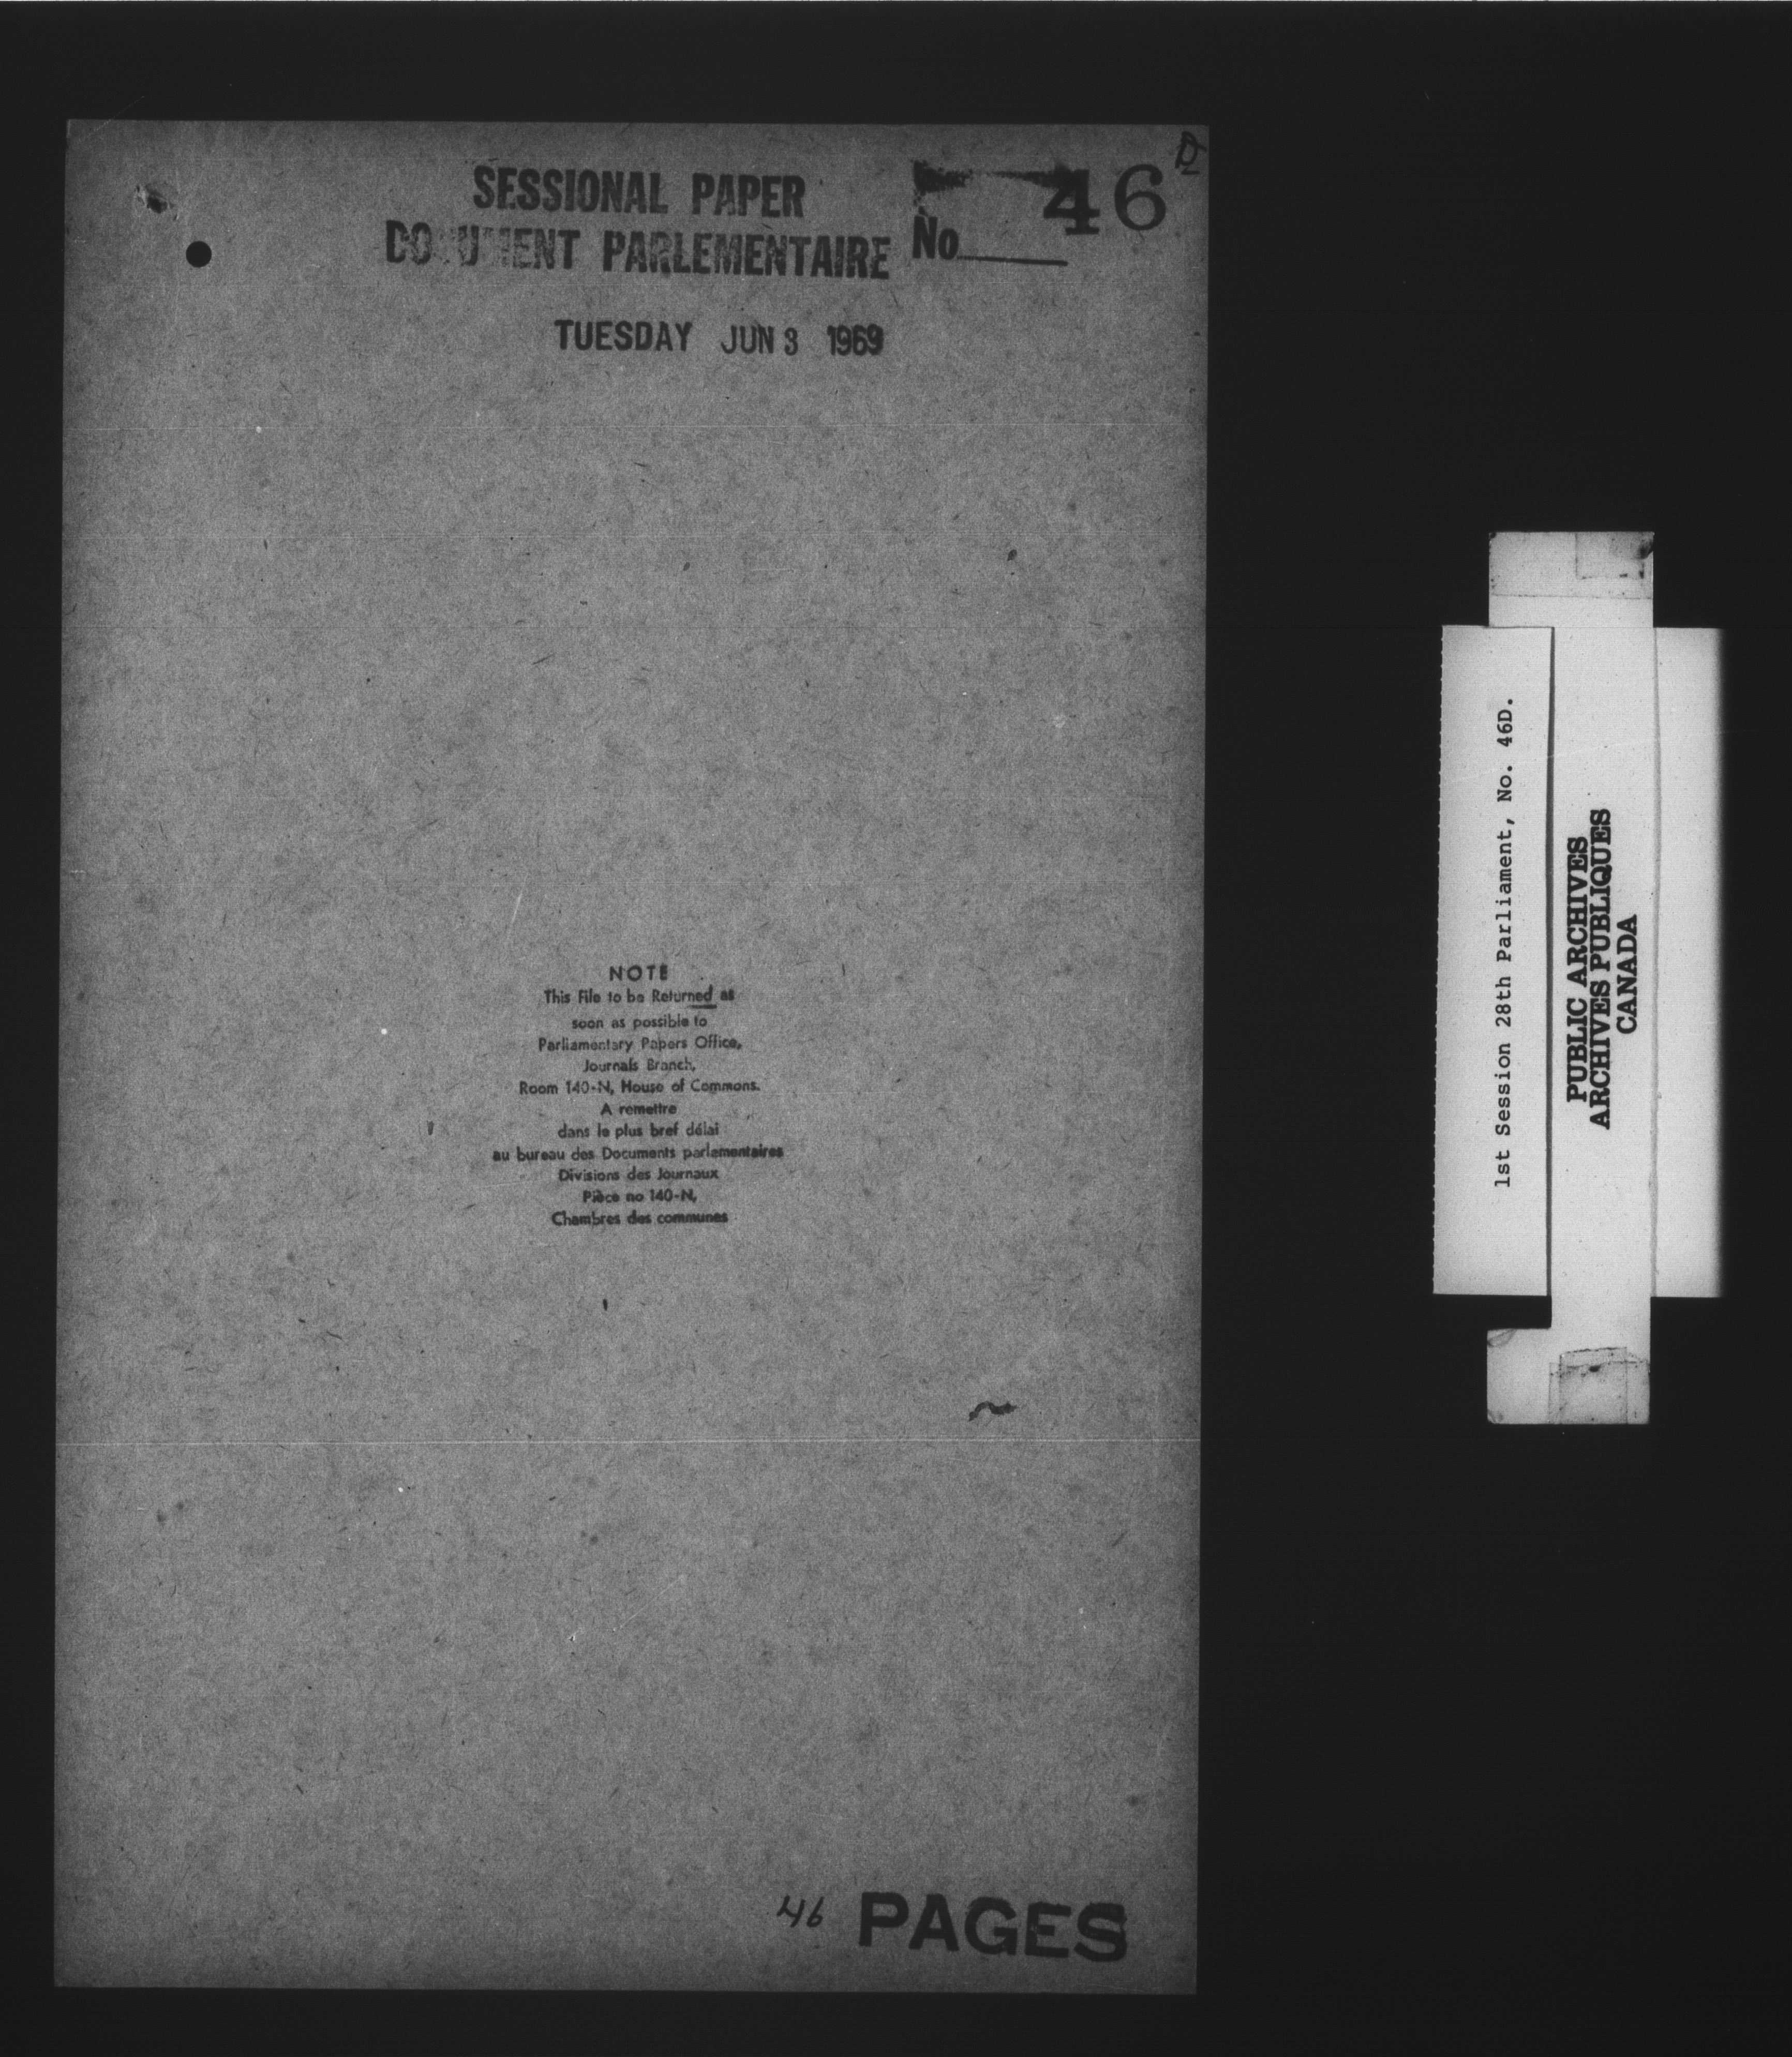 D
SESSIONAL PAPER
DOCUMENT PARLEMENTAIRE
No 46
TUESDAY JUN 3 1969
NOTE
This File to be Returned as
soon as possible to
Parliamentary Papers Office,
Journals Branch,
Room 140-N, House of Commons.
A remettre
dans le plus bref délai
au bureau des Documents parlementaires
Divisions des Journaux
Pièce no 140-N,
Chambres des communes
46 PAGES
1st Session 28th Parliament, No. 46D.
PUBLIC ARCHIVES
ARCHIVES PUBLIQUES
CANADA